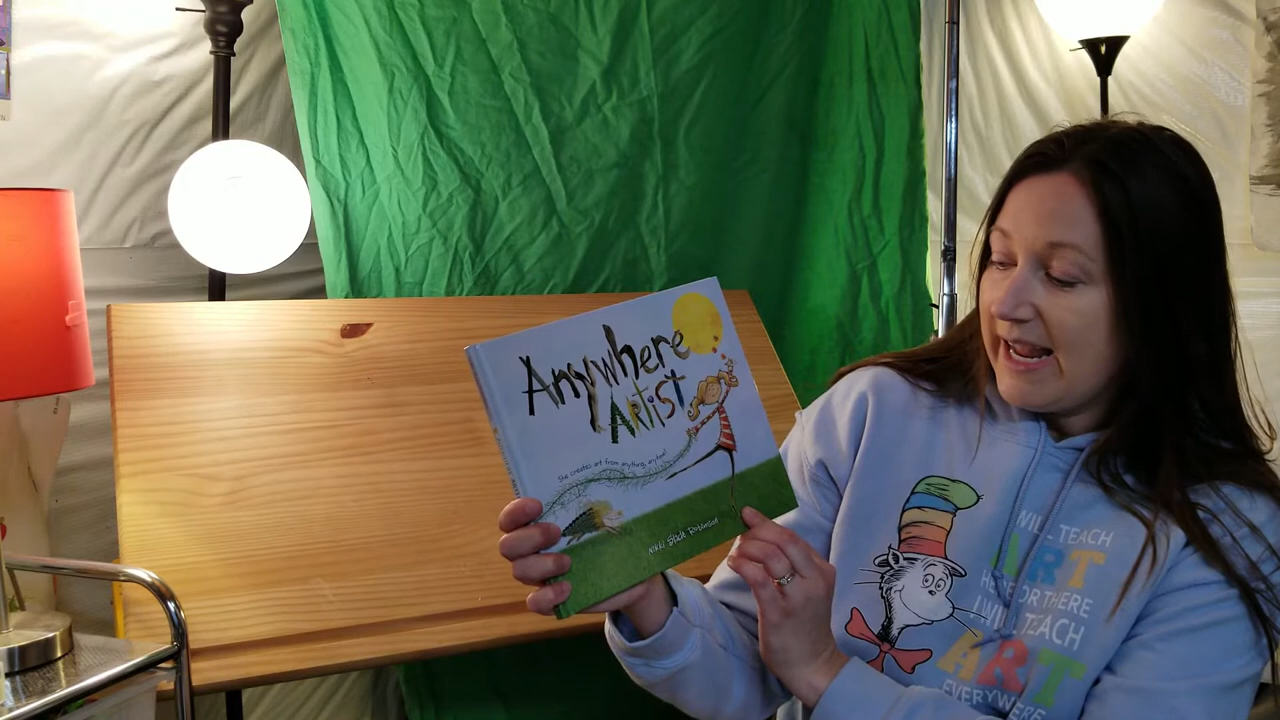 Anywhere
ARTIST
She creates art from anything, anytime!
Nikki Slade Robinson
I WILL TEACH
ART
HERE OR THERE
I WILL TEACH
ART
EVERYWHERE